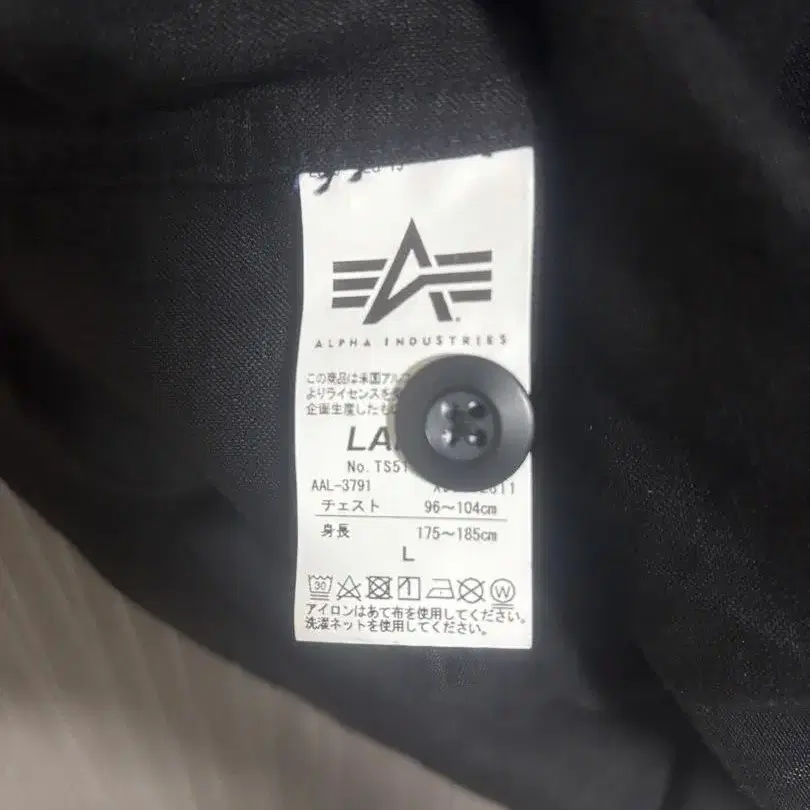 ALPHA INDUSTRIES
この商品は米国アル
よりライセンスを
企画生産したも
LA
No. TS51
AAL-3791
チェスト 96～104cm
身長 175～185cm
L
30 W
アイロンはあて布を使用してください。
洗濯ネットを使用してください。